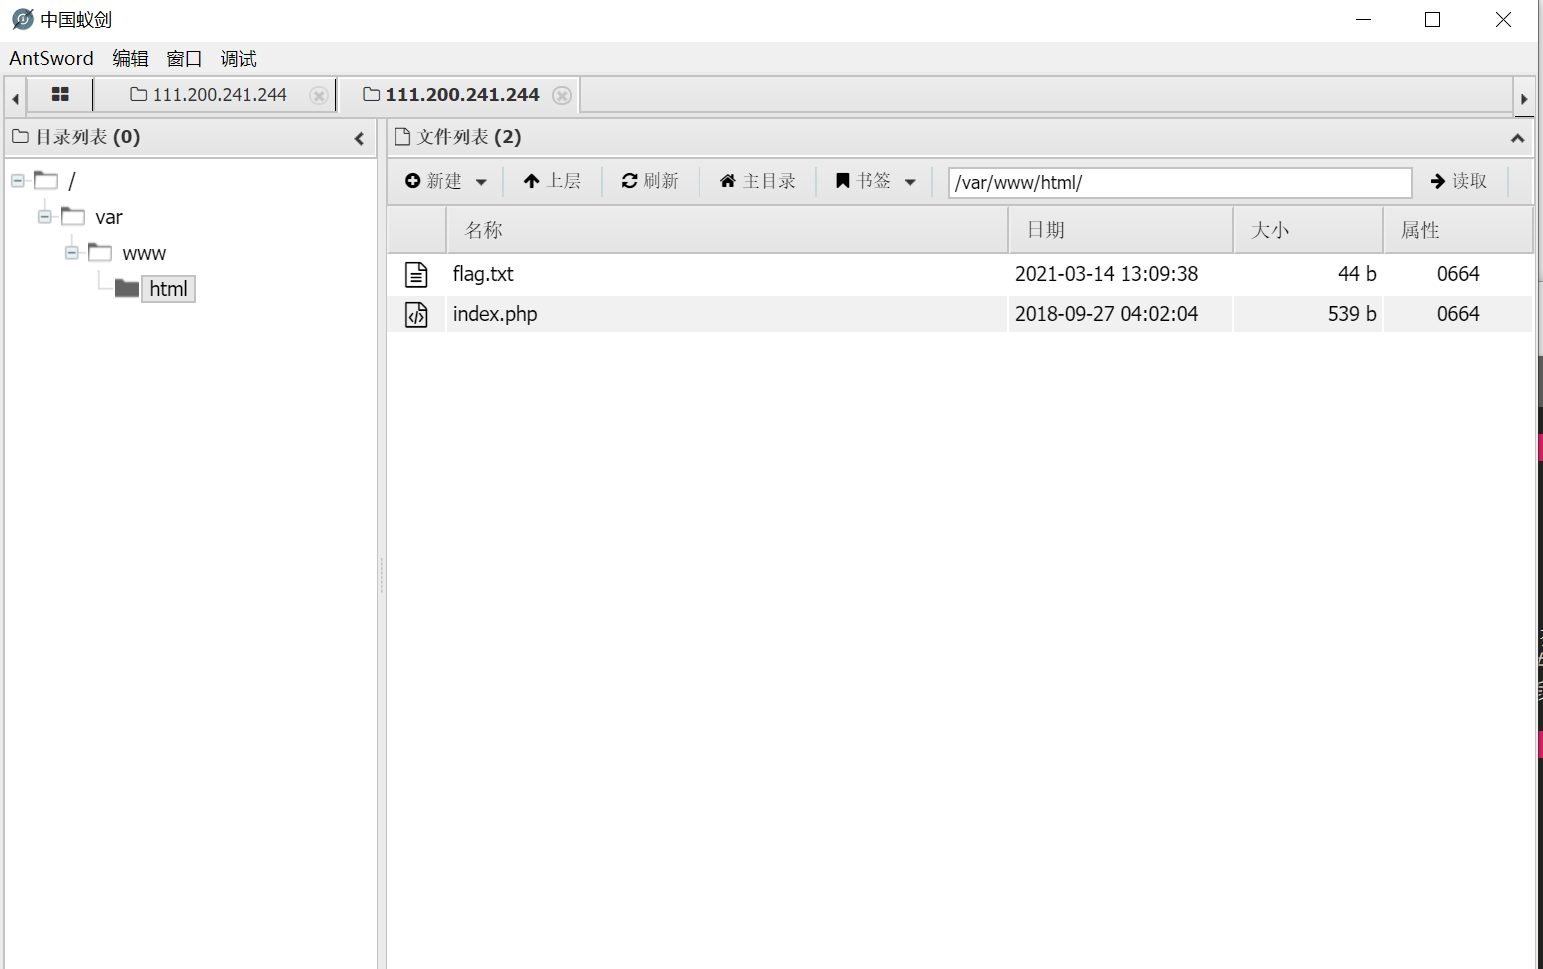 中国蚁剑
AntSword 编辑 窗口 调试
111.200.241.244 111.200.241.244
目录列表 (0)
/
var
www
html
文件列表 (2)
新建 上层 刷新 主目录 书签 /var/www/html/ 读取
名称 日期 大小 属性
flag.txt 2021-03-14 13:09:38 44 b 0664
index.php 2018-09-27 04:02:04 539 b 0664